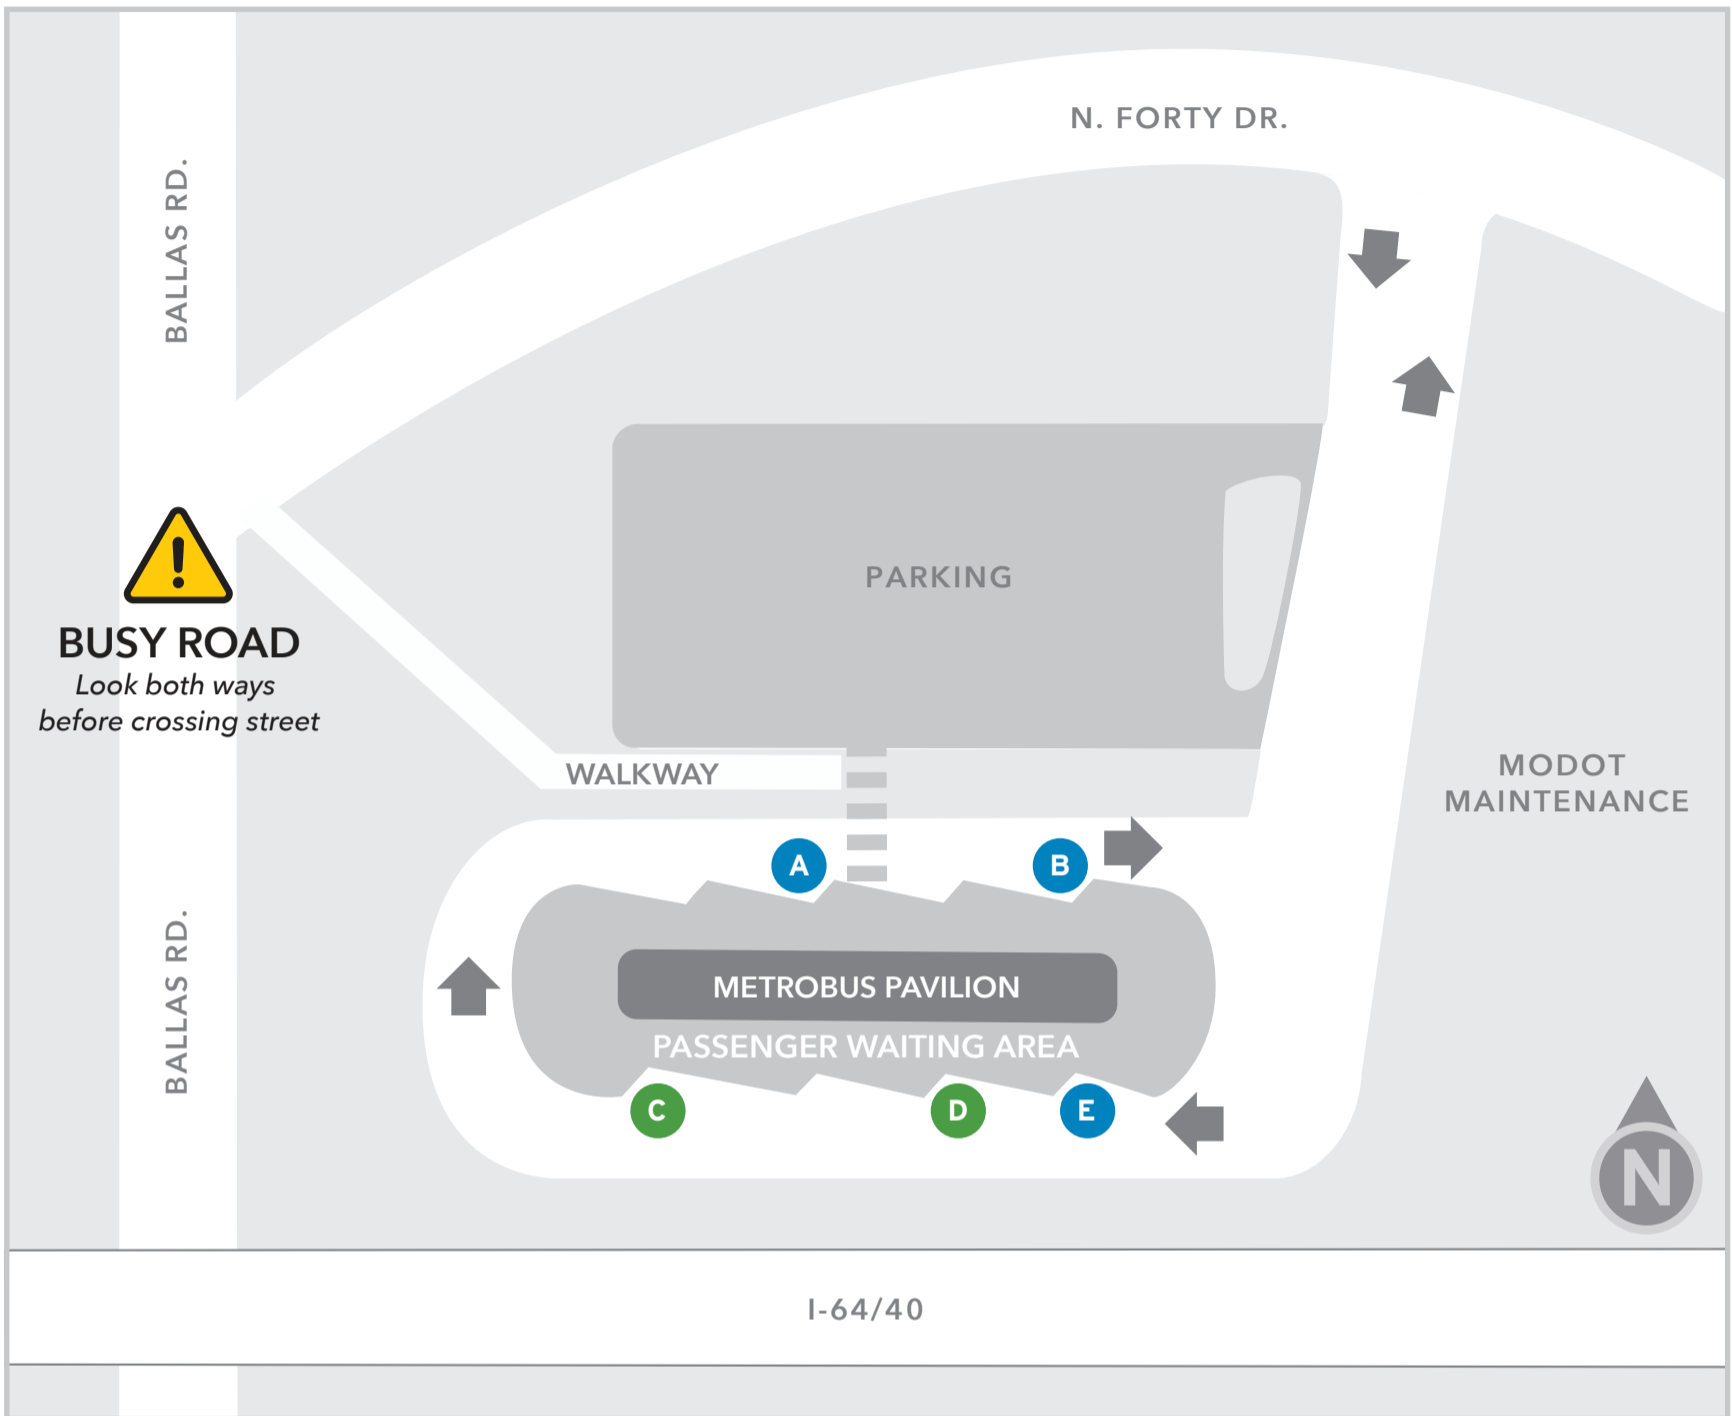 N. FORTY DR.
BALLAS RD.
PARKING
BUSY ROAD
Look both ways
before crossing street
WALKWAY
MODOT
MAINTENANCE
A
B
METROBUS PAVILION
PASSENGER WAITING AREA
BALLAS RD.
C
D
E
N
I-64/40